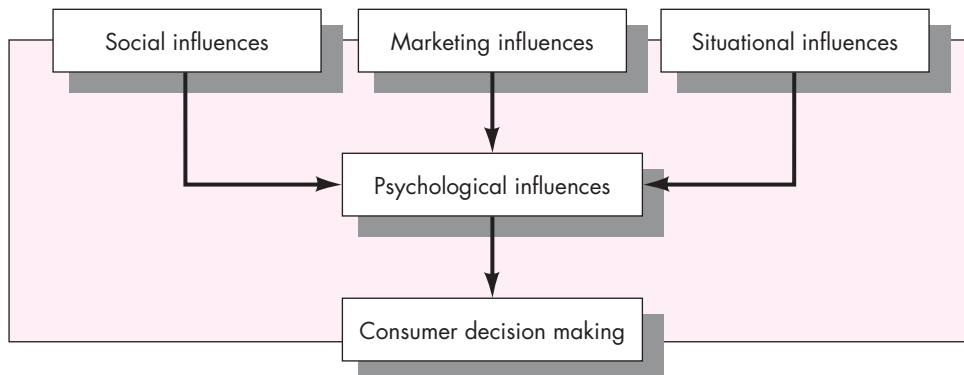 Social influences
Marketing influences
Situational influences
Psychological influences
Consumer decision making